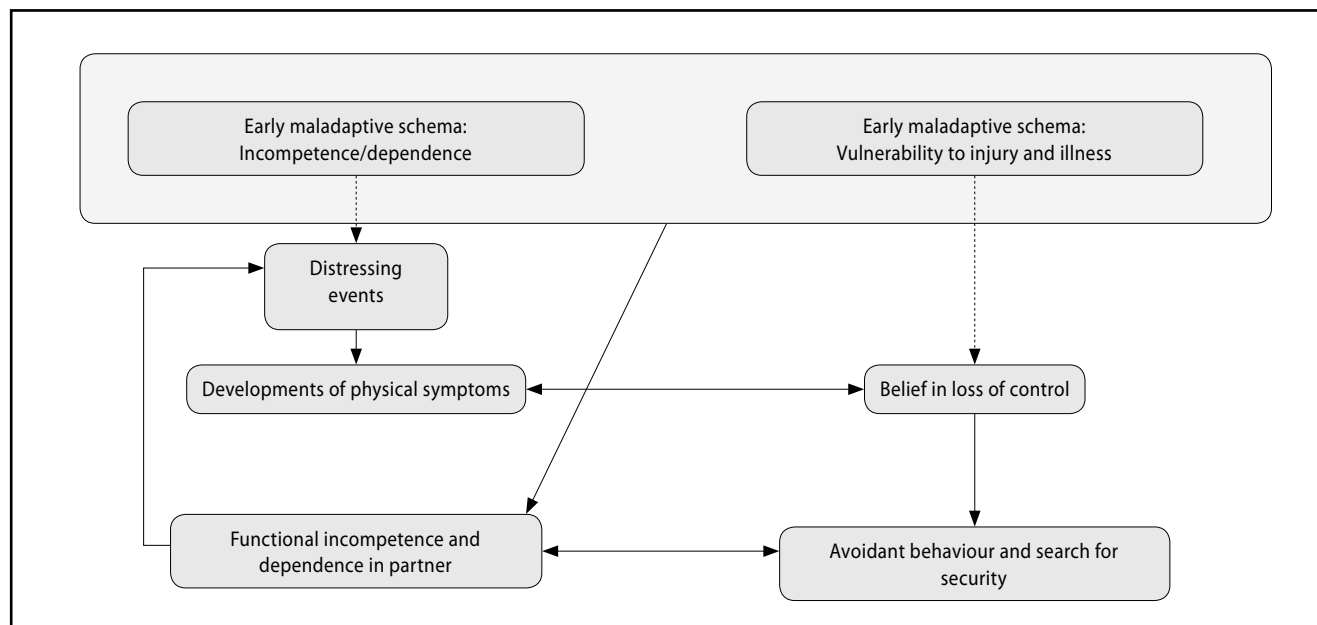 Early maladaptive schema:
Incompetence/dependence
Early maladaptive schema:
Vulnerability to injury and illness
Distressing
events
Developments of physical symptoms
Belief in loss of control
Functional incompetence and
dependence in partner
Avoidant behaviour and search for
security